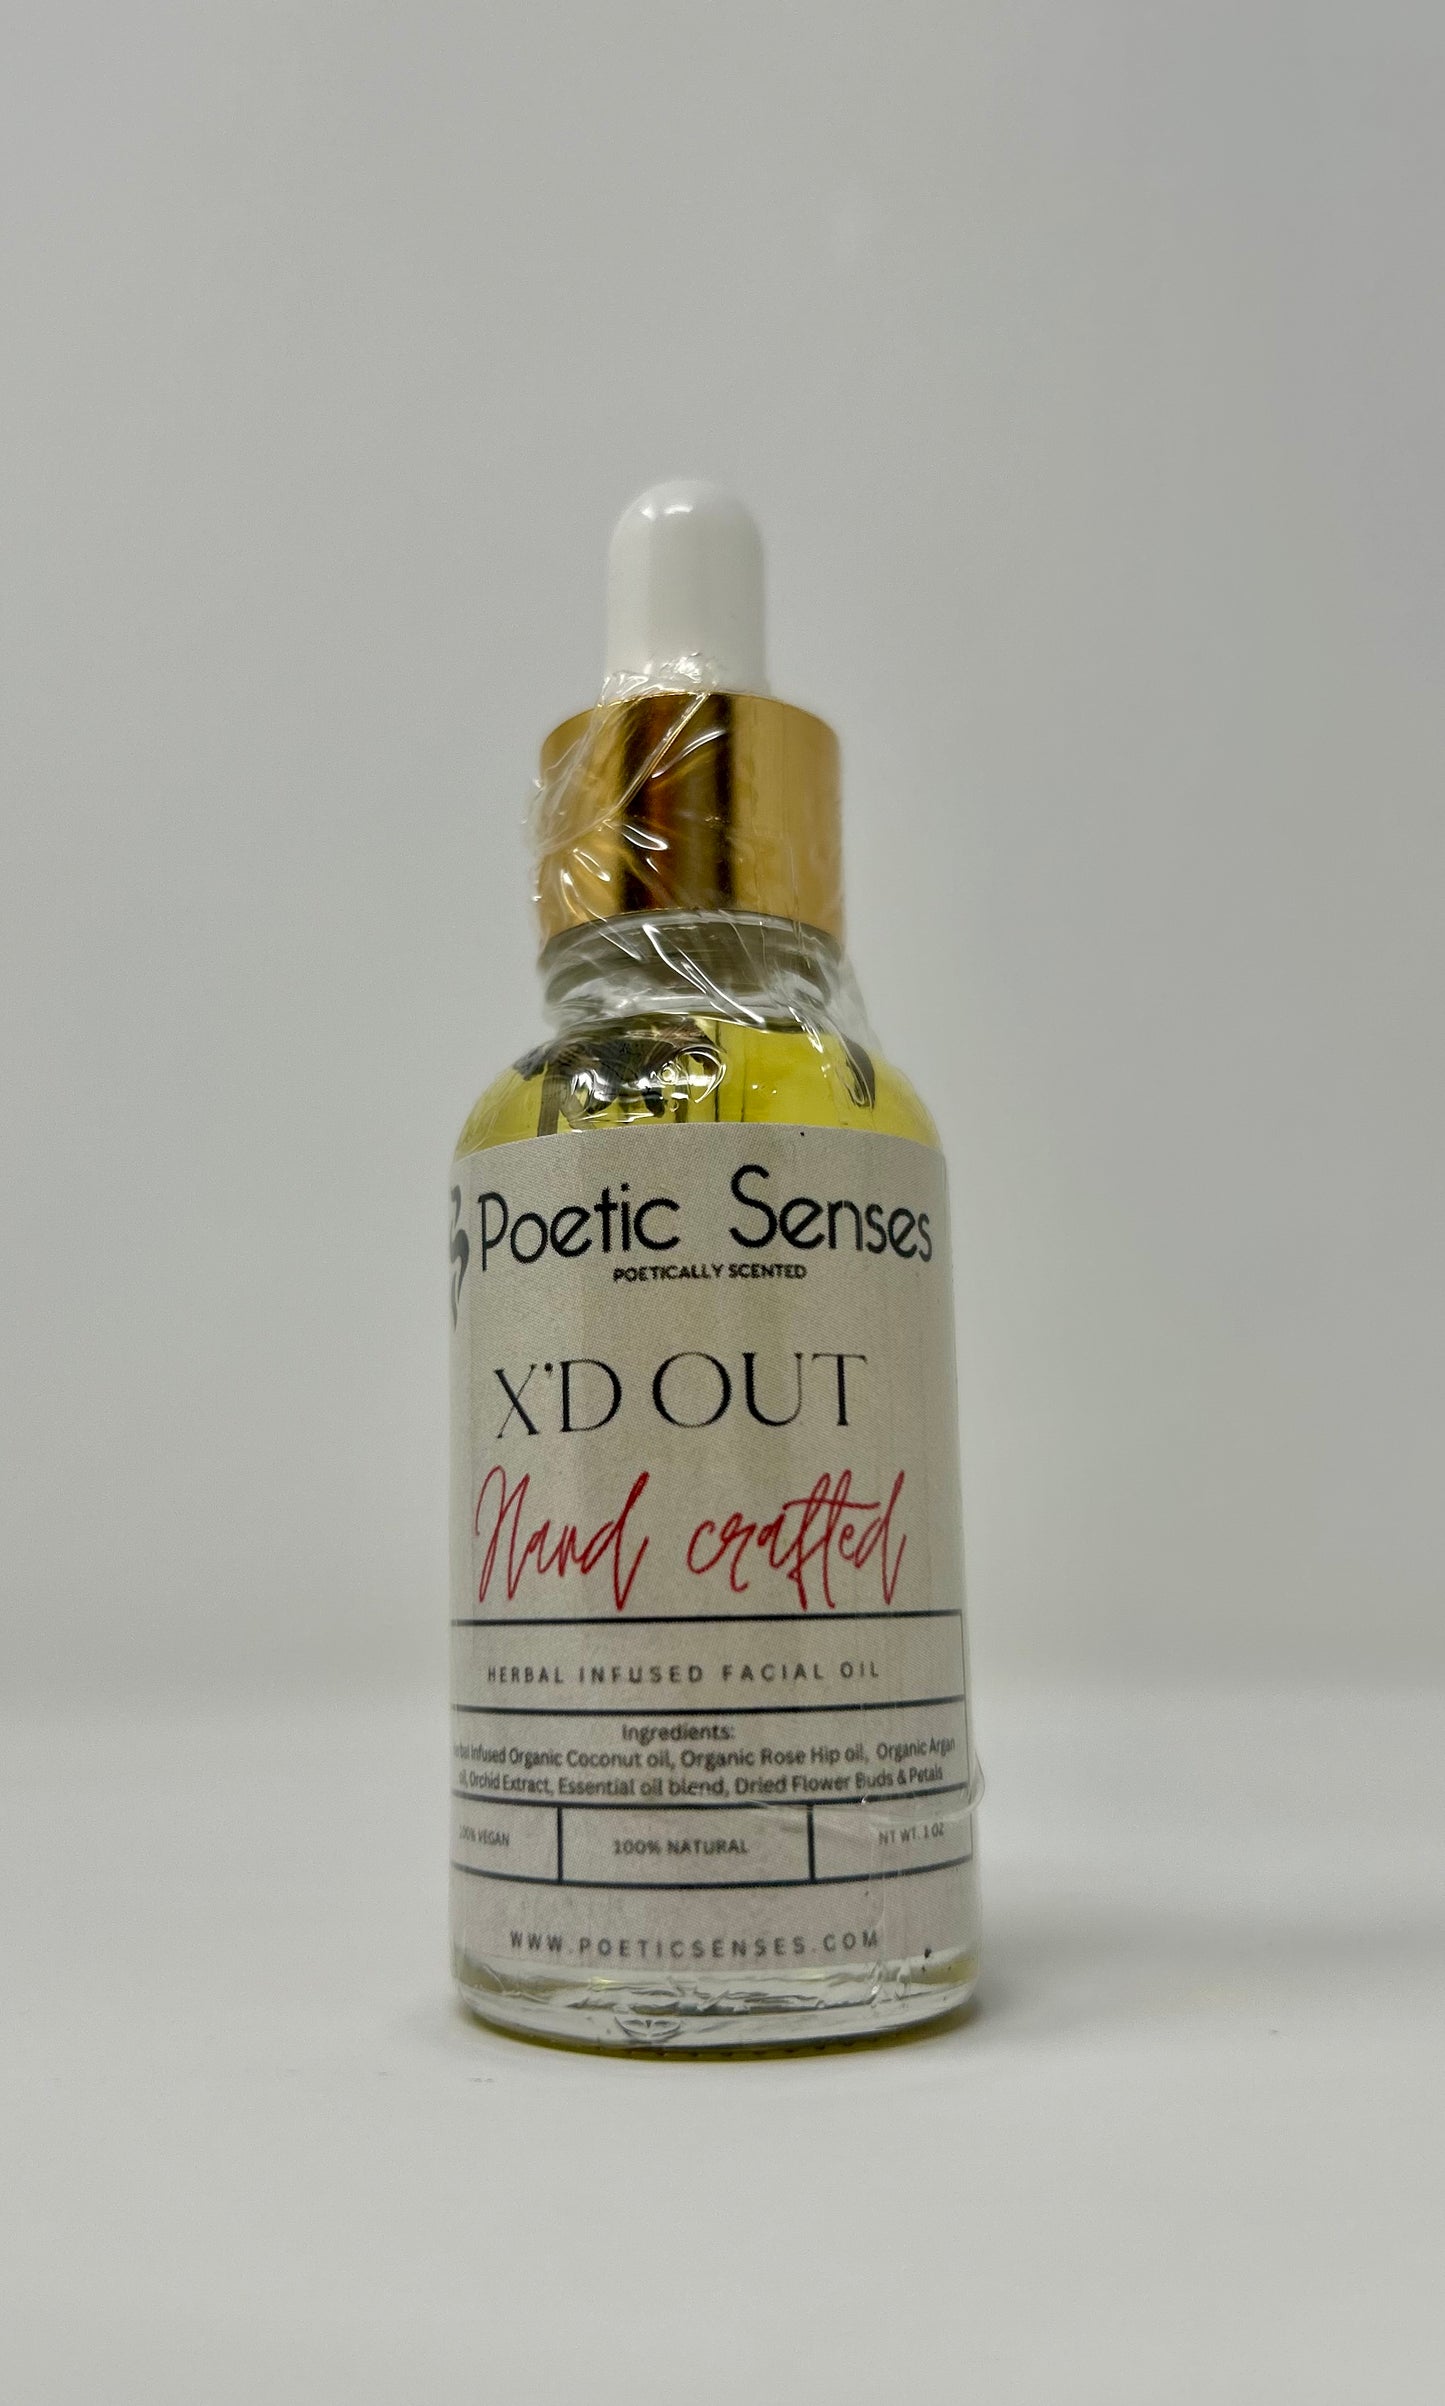 Poetic Senses
POETICALLY SCENTED
X'D OUT
Hand crafted
HERBAL INFUSED FACIAL OIL
Ingredients:
Infused Organic Coconut oil, Organic Rose Hip oil, Organic Argan
oil, Orchid Extract, Essential oil blend, Dried Flower Buds & Petals
100% VEGAN
100% NATURAL
NT WT. 1 OZ
WWW.POETICSENSES.COM